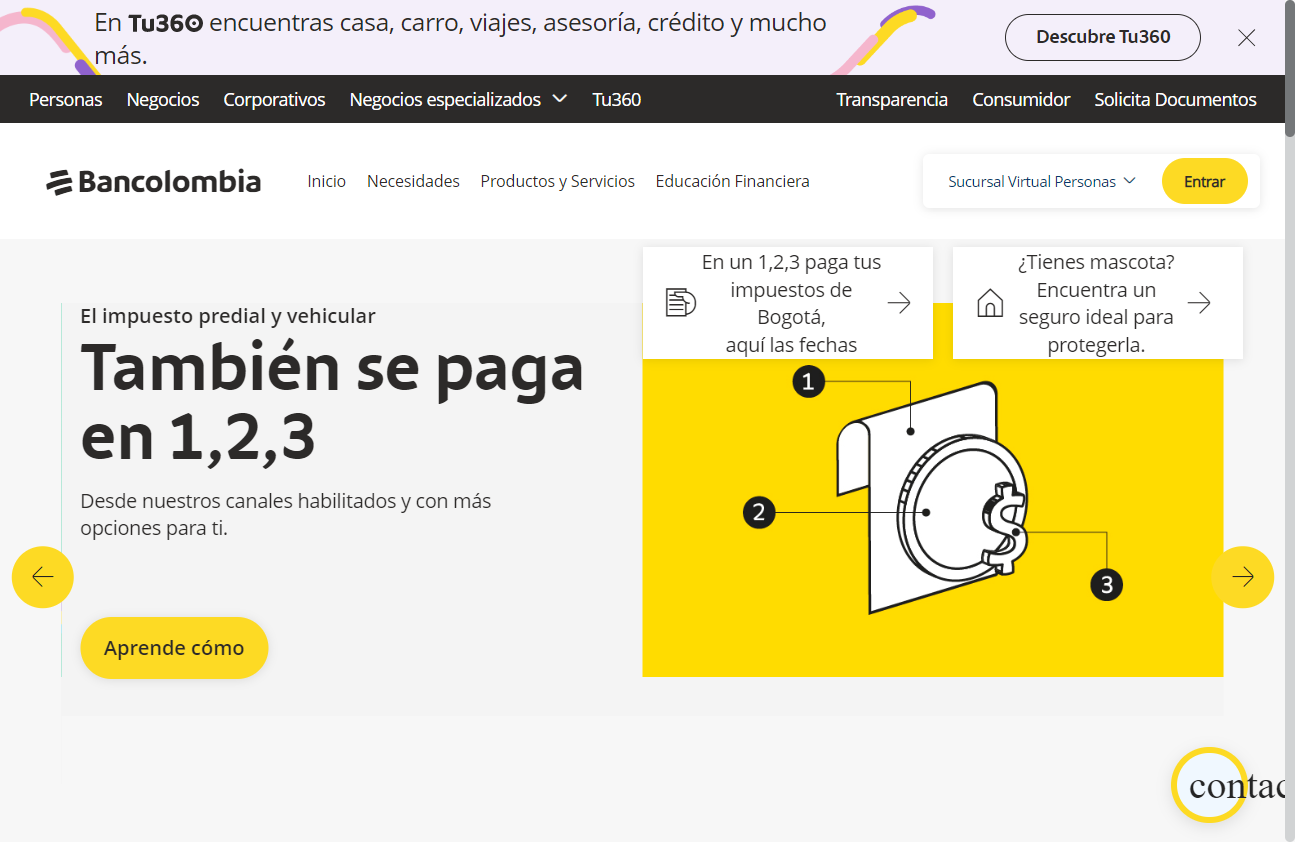 En Tu360 encuentras casa, carro, viajes, asesoría, crédito y mucho
más.
Descubre Tu360
Personas Negocios Corporativos Negocios especializados Tu360 Transparencia Consumidor Solicita Documentos
Bancolombia Inicio Necesidades Productos y Servicios Educación Financiera Sucursal Virtual Personas Entrar
En un 1,2,3 paga tus
impuestos de
Bogotá,
aquí las fechas
¿Tienes mascota?
Encuentra un
seguro ideal para
protegerla.
El impuesto predial y vehicular
También se paga
en 1,2,3
Desde nuestros canales habilitados y con más
opciones para ti.
Aprende cómo
1
2
$
3
contac